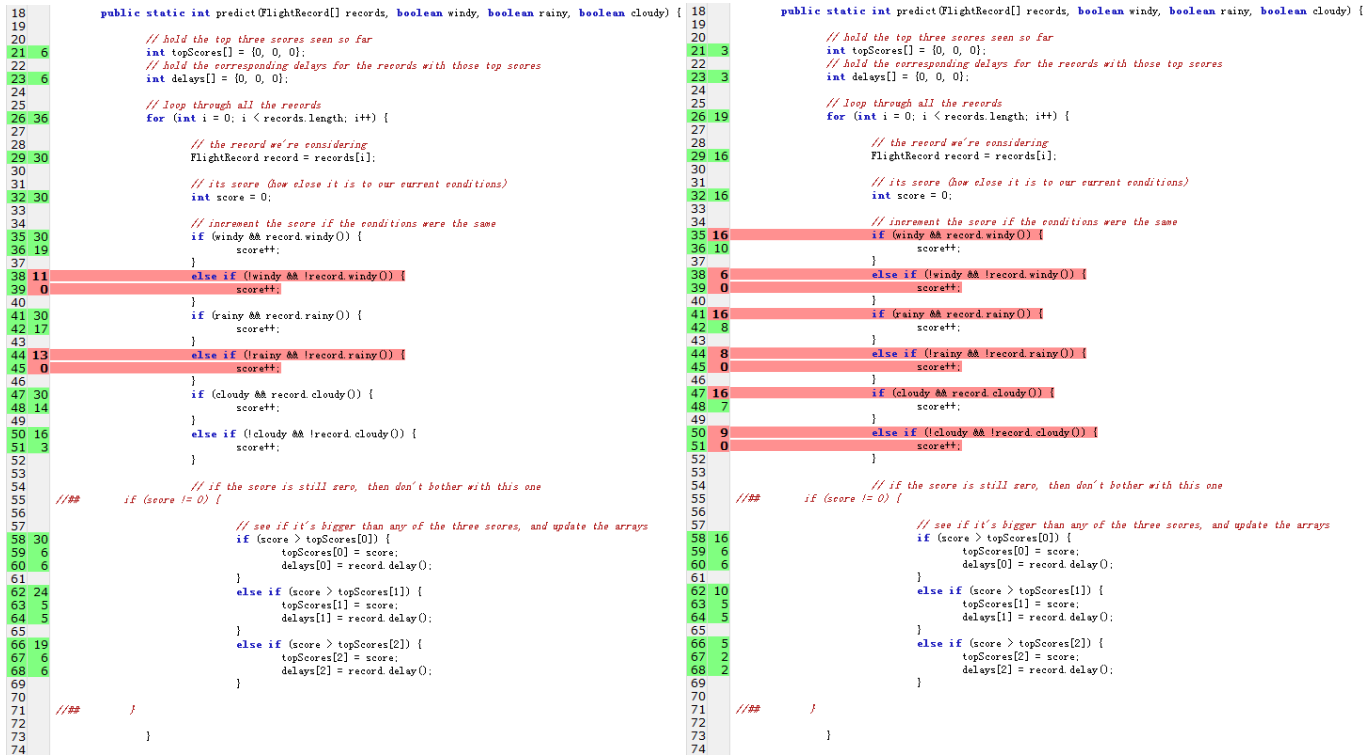 18 public static int predict(FlightRecord[] records, boolean windy, boolean rainy, boolean cloudy) {
19
20 // hold the top three scores seen so far
21 6 int topScores[] = {0, 0, 0};
22 // hold the corresponding delays for the records with those top scores
23 6 int delays[] = {0, 0, 0};
24
25 // loop through all the records
26 36 for (int i = 0; i < records.length; i++) {
27
28 // the record we're considering
29 30 FlightRecord record = records[i];
30
31 // its score (how close it is to our current conditions)
32 30 int score = 0;
33
34 // increment the score if the conditions were the same
35 30 if (windy && record.windy()) {
36 19 score++;
37 }
38 11 else if (!windy && !record.windy()) {
39 0 score++;
40 }
41 30 if (rainy && record.rainy()) {
42 17 score++;
43 }
44 13 else if (!rainy && !record.rainy()) {
45 0 score++;
46 }
47 30 if (cloudy && record.cloudy()) {
48 14 score++;
49 }
50 16 else if (!cloudy && !record.cloudy()) {
51 3 score++;
52 }
53
54 // if the score is still zero, then don't bother with this one
55 //## if (score != 0) {
56
57 // see if it's bigger than any of the three scores, and update the arrays
58 30 if (score > topScores[0]) {
59 6 topScores[0] = score;
60 6 delays[0] = record.delay();
61 }
62 24 else if (score > topScores[1]) {
63 5 topScores[1] = score;
64 5 delays[1] = record.delay();
65 }
66 19 else if (score > topScores[2]) {
67 6 topScores[2] = score;
68 6 delays[2] = record.delay();
69 }
70
71 //## }
72
73 }
74
18 public static int predict(FlightRecord[] records, boolean windy, boolean rainy, boolean cloudy) {
19
20 // hold the top three scores seen so far
21 3 int topScores[] = {0, 0, 0};
22 // hold the corresponding delays for the records with those top scores
23 3 int delays[] = {0, 0, 0};
24
25 // loop through all the records
26 19 for (int i = 0; i < records.length; i++) {
27
28 // the record we're considering
29 16 FlightRecord record = records[i];
30
31 // its score (how close it is to our current conditions)
32 16 int score = 0;
33
34 // increment the score if the conditions were the same
35 16 if (windy && record.windy()) {
36 10 score++;
37 }
38 6 else if (!windy && !record.windy()) {
39 0 score++;
40 }
41 16 if (rainy && record.rainy()) {
42 8 score++;
43 }
44 8 else if (!rainy && !record.rainy()) {
45 0 score++;
46 }
47 16 if (cloudy && record.cloudy()) {
48 7 score++;
49 }
50 9 else if (!cloudy && !record.cloudy()) {
51 0 score++;
52 }
53
54 // if the score is still zero, then don't bother with this one
55 //## if (score != 0) {
56
57 // see if it's bigger than any of the three scores, and update the arrays
58 16 if (score > topScores[0]) {
59 6 topScores[0] = score;
60 6 delays[0] = record.delay();
61 }
62 10 else if (score > topScores[1]) {
63 5 topScores[1] = score;
64 5 delays[1] = record.delay();
65 }
66 5 else if (score > topScores[2]) {
67 2 topScores[2] = score;
68 2 delays[2] = record.delay();
69 }
70
71 //## }
72
73 }
74